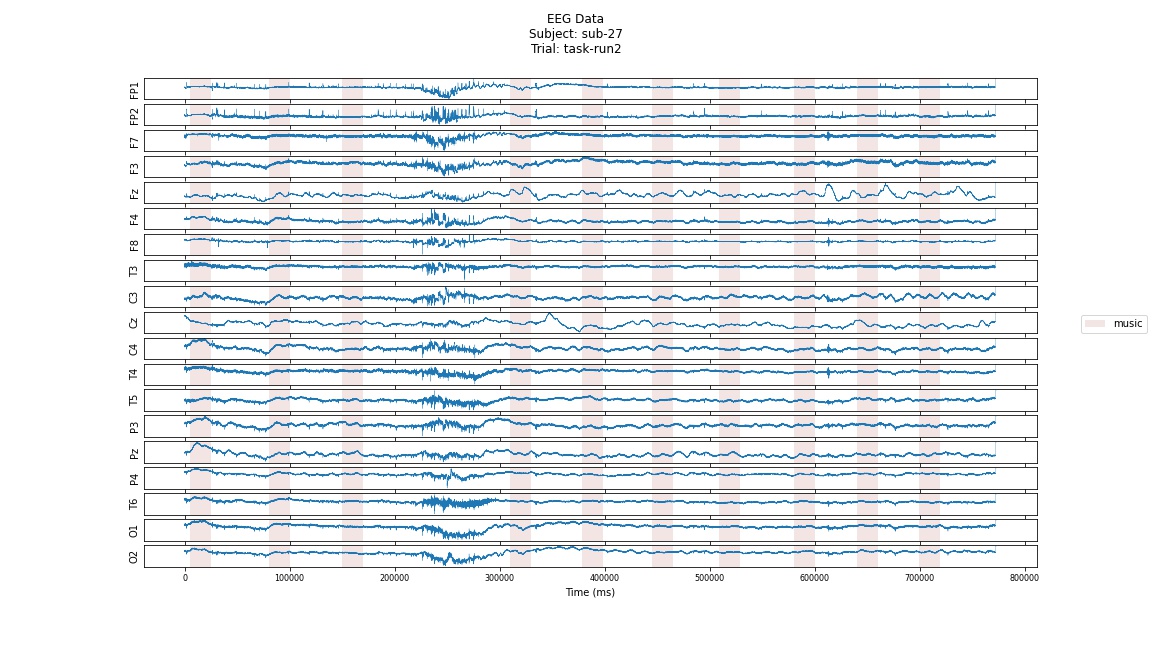 EEG Data
Subject: sub-27
Trial: task-run2
FP1
FP2
F7
F3
Fz
F4
F8
T3
C3
Cz
C4
T4
T5
P3
Pz
P4
T6
O1
O2
music
0 100000 200000 300000 400000 500000 600000 700000 800000
Time (ms)